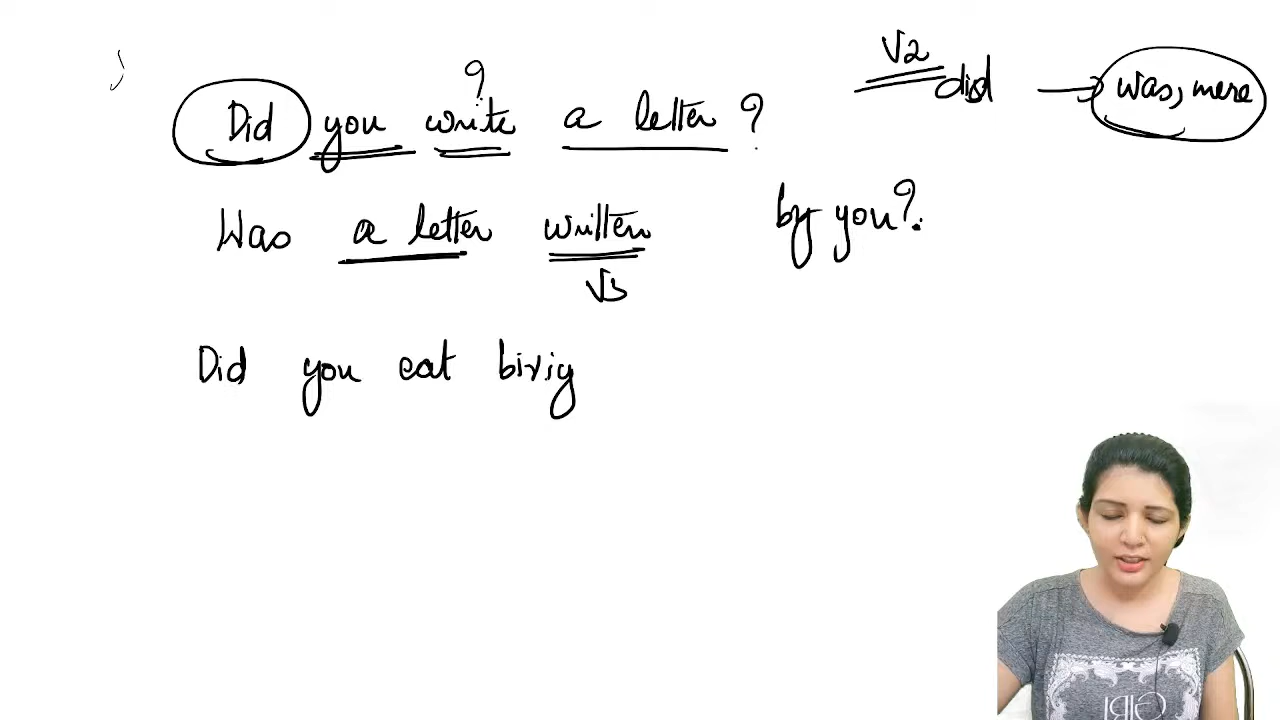 V2
?
did → was, were
Did you write a letter ?
Was a letter written by you?
V3
Did you eat biriy